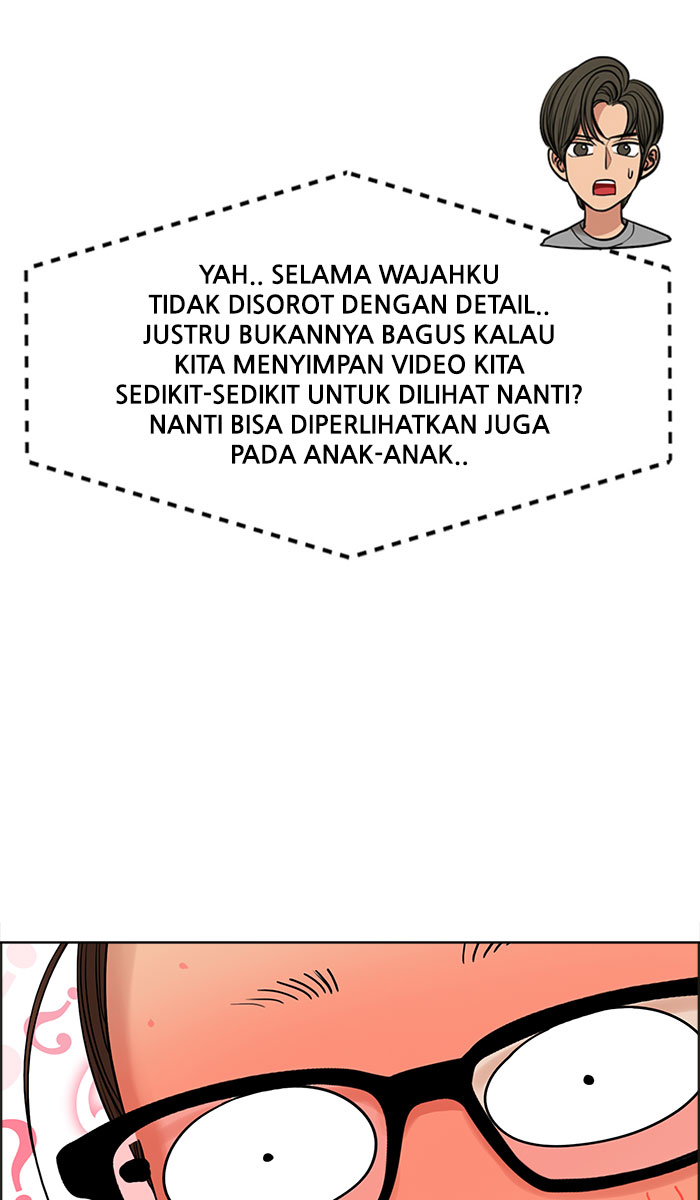 YAH.. SELAMA WAJAHKU
TIDAK DISOROT DENGAN DETAIL..
JUSTRU BUKANNYA BAGUS KALAU
KITA MENYIMPAN VIDEO KITA
SEDIKIT-SEDIKIT UNTUK DILIHAT NANTI?
NANTI BISA DIPERLIHATKAN JUGA
PADA ANAK-ANAK..